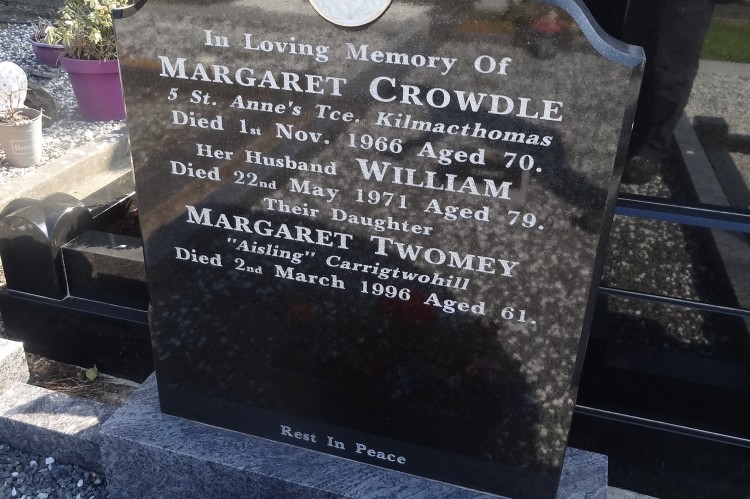 In Loving Memory Of
MARGARET CROWDLE
5 St. Anne's Tce. Kilmacthomas
Died 1st Nov. 1966 Aged 70.
Her Husband WILLIAM
Died 22nd May 1971 Aged 79.
Their Daughter
MARGARET TWOMEY
"Aisling" Carrigtwohill
Died 2nd March 1996 Aged 61.
Rest In Peace